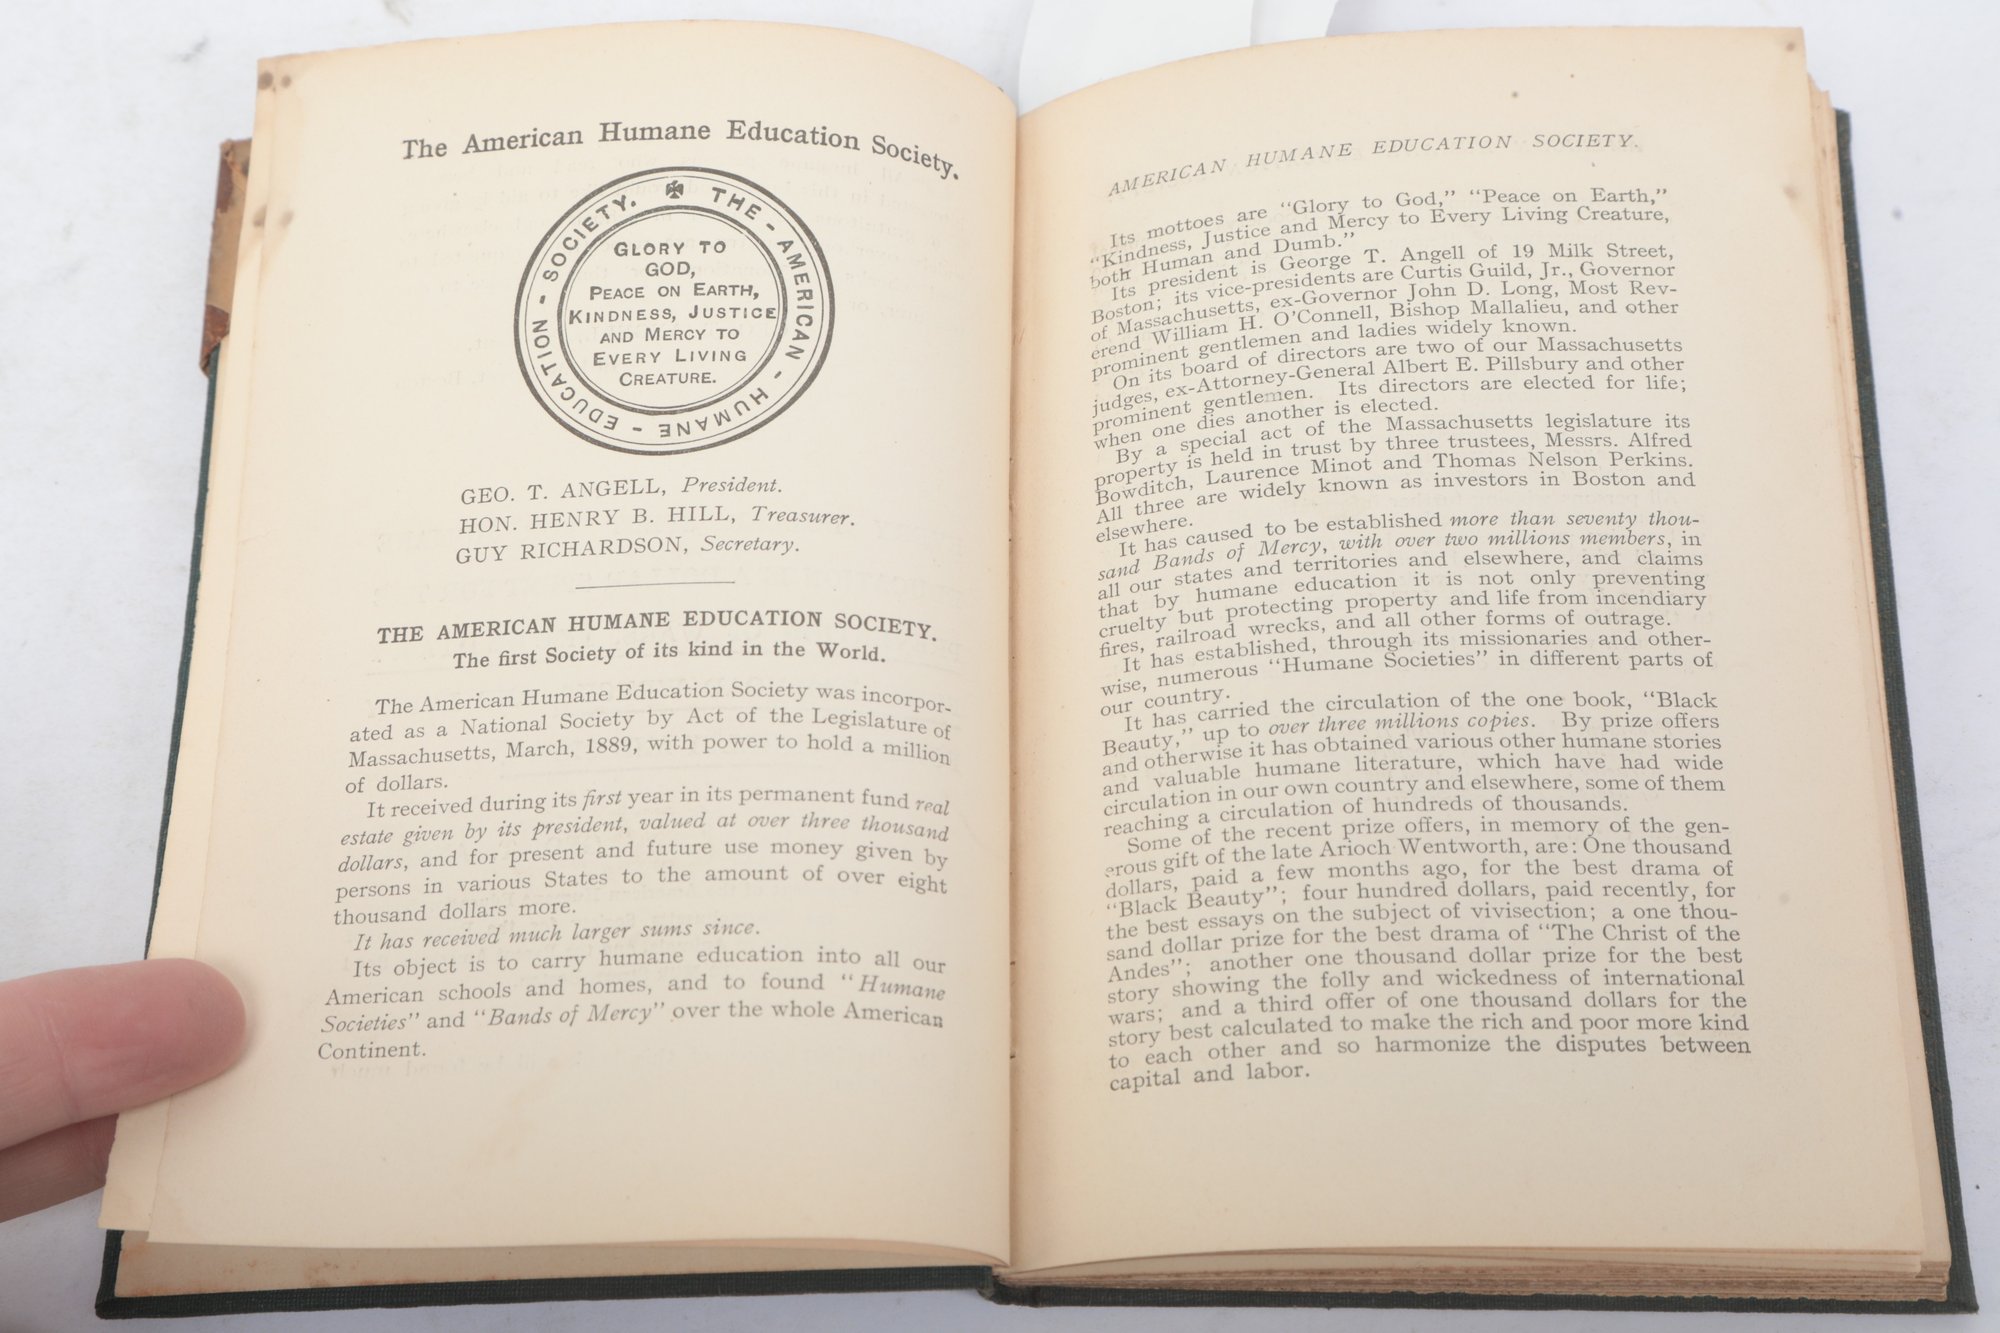 The American Humane Education Society.
THE - AMERICAN - HUMANE - EDUCATION - SOCIETY.
GLORY TO
GOD,
PEACE ON EARTH,
KINDNESS, JUSTICE
AND MERCY TO
EVERY LIVING
CREATURE.
GEO. T. ANGELL, President.
HON. HENRY B. HILL, Treasurer.
GUY RICHARDSON, Secretary.
THE AMERICAN HUMANE EDUCATION SOCIETY.
The first Society of its kind in the World.
The American Humane Education Society was incorpor-
ated as a National Society by Act of the Legislature of
Massachusetts, March, 1889, with power to hold a million
of dollars.
It received during its first year in its permanent fund real
estate given by its president, valued at over three thousand
dollars, and for present and future use money given by
persons in various States to the amount of over eight
thousand dollars more.
It has received much larger sums since.
Its object is to carry humane education into all our
American schools and homes, and to found "Humane
Societies" and "Bands of Mercy" over the whole American
Continent.
AMERICAN HUMANE EDUCATION SOCIETY.
Its mottoes are "Glory to God," "Peace on Earth,"
"Kindness, Justice and Mercy to Every Living Creature,
both Human and Dumb."
Its president is George T. Angell of 19 Milk Street,
Boston; its vice-presidents are Curtis Guild, Jr., Governor
of Massachusetts, ex-Governor John D. Long, Most Rev-
erend William H. O'Connell, Bishop Mallalieu, and other
prominent gentlemen and ladies widely known.
On its board of directors are two of our Massachusetts
judges, ex-Attorney-General Albert E. Pillsbury and other
prominent gentlemen. Its directors are elected for life;
when one dies another is elected.
By a special act of the Massachusetts legislature its
property is held in trust by three trustees, Messrs. Alfred
Bowditch, Laurence Minot and Thomas Nelson Perkins.
All three are widely known as investors in Boston and
elsewhere.
It has caused to be established more than seventy thou-
sand Bands of Mercy, with over two millions members, in
all our states and territories and elsewhere, and claims
that by humane education it is not only preventing
cruelty but protecting property and life from incendiary
fires, railroad wrecks, and all other forms of outrage.
It has established, through its missionaries and other-
wise, numerous "Humane Societies" in different parts of
our country.
It has carried the circulation of the one book, "Black
Beauty," up to over three millions copies. By prize offers
and otherwise it has obtained various other humane stories
and valuable humane literature, which have had wide
circulation in our own country and elsewhere, some of them
reaching a circulation of hundreds of thousands.
Some of the recent prize offers, in memory of the gen-
erous gift of the late Arioch Wentworth, are: One thousand
dollars, paid a few months ago, for the best drama of
"Black Beauty"; four hundred dollars, paid recently, for
the best essays on the subject of vivisection; a one thou-
sand dollar prize for the best drama of "The Christ of the
Andes"; another one thousand dollar prize for the best
story showing the folly and wickedness of international
wars; and a third offer of one thousand dollars for the
story best calculated to make the rich and poor more kind
to each other and so harmonize the disputes between
capital and labor.